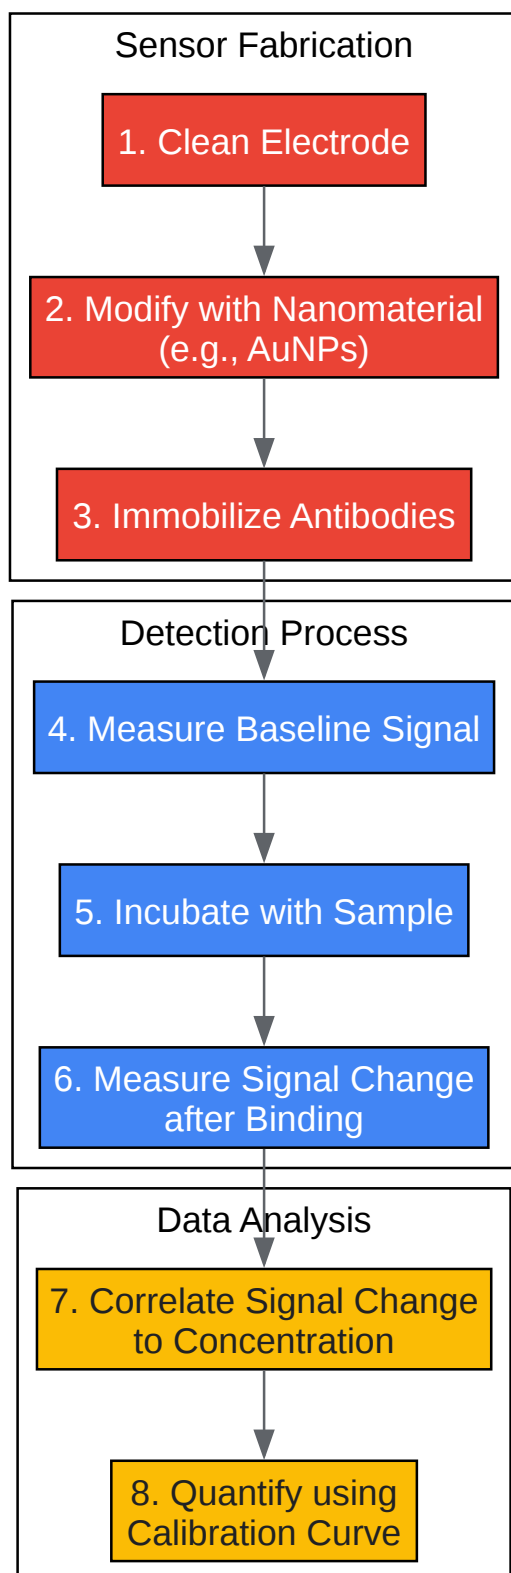 Sensor Fabrication
1. Clean Electrode
2. Modify with Nanomaterial
(e.g., AuNPs)
3. Immobilize Antibodies
Detection Process
4. Measure Baseline Signal
5. Incubate with Sample
6. Measure Signal Change
after Binding
Data Analysis
7. Correlate Signal Change
to Concentration
8. Quantify using
Calibration Curve